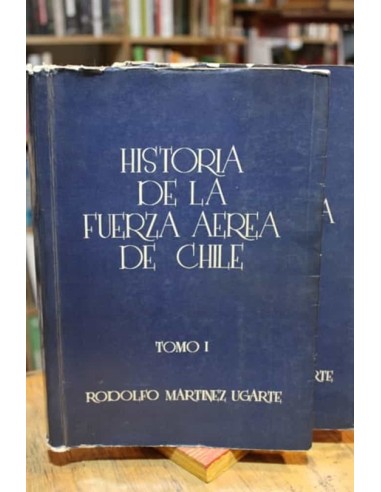 HISTORIA
DE LA
FUERZA AEREA
DE CHILE
TOMO I
RODOLFO MARTINEZ UGARTE